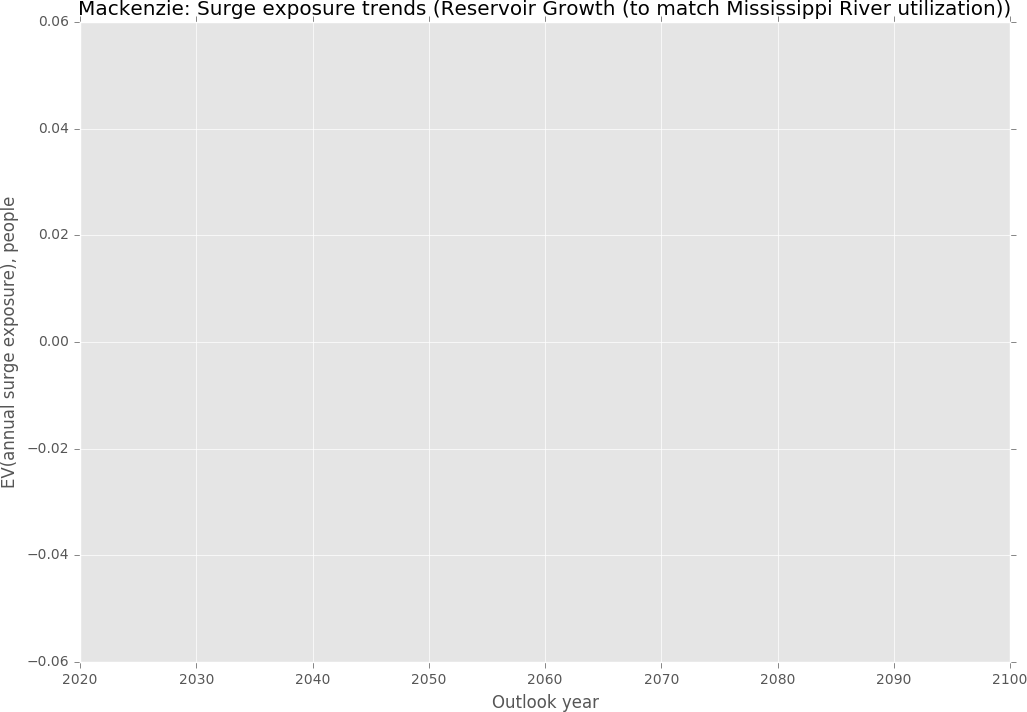 Mackenzie: Surge exposure trends (Reservoir Growth (to match Mississippi River utilization))
EV(annual surge exposure), people
0.06
0.04
0.02
0.00
−0.02
−0.04
−0.06
2020 2030 2040 2050 2060 2070 2080 2090 2100
Outlook year